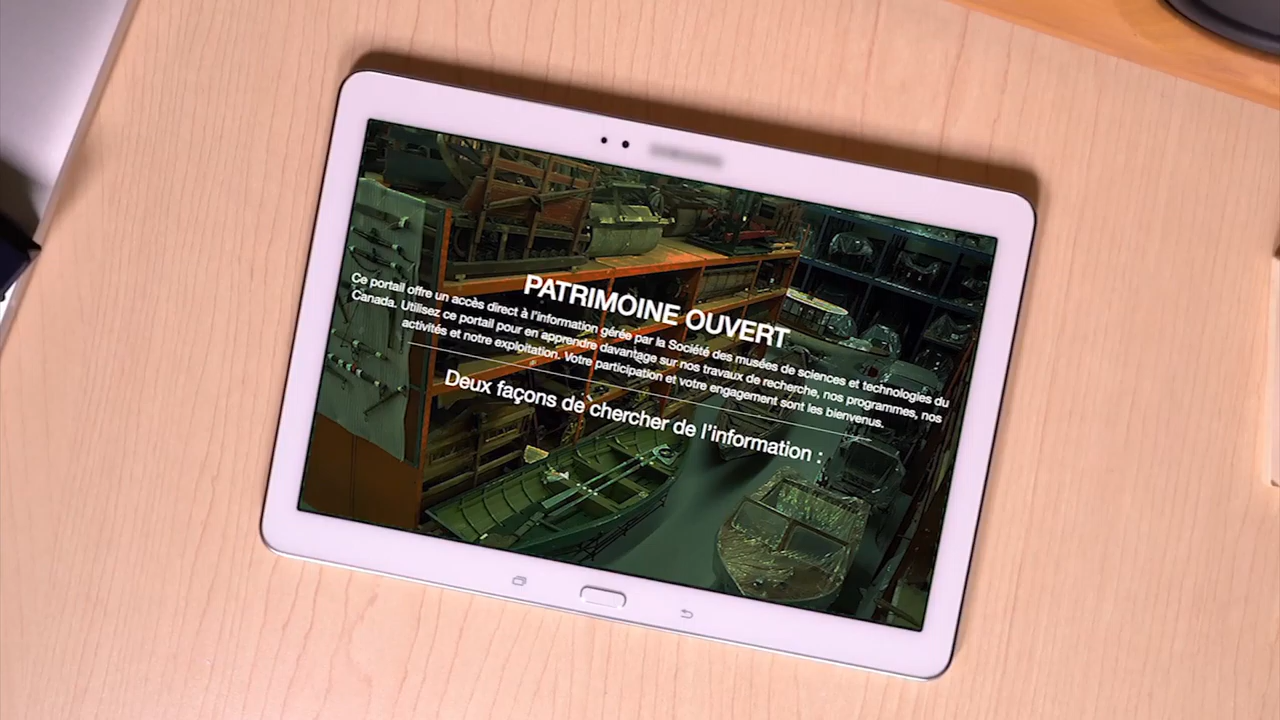 PATRIMOINE OUVERT
Ce portail offre un accès direct à l'information gérée par la Société des musées de sciences et technologies du
Canada. Utilisez ce portail pour en apprendre davantage sur nos travaux de recherche, nos programmes, nos
activités et notre exploitation. Votre participation et votre engagement sont les bienvenus.
Deux façons de chercher de l'information :